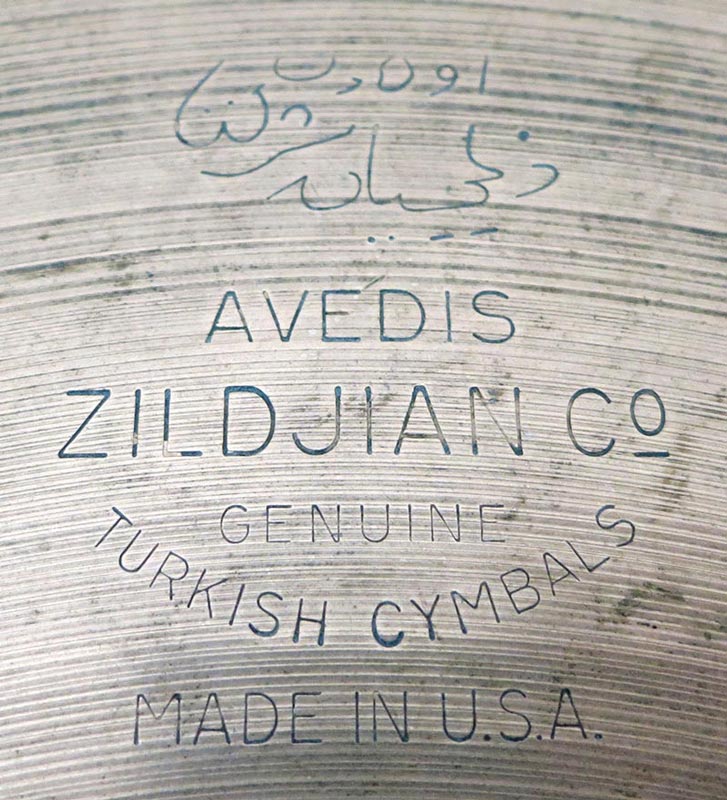 AVEDIS
ZILDJIAN Cº
GENUINE
TURKISH CYMBALS
MADE IN U.S.A.